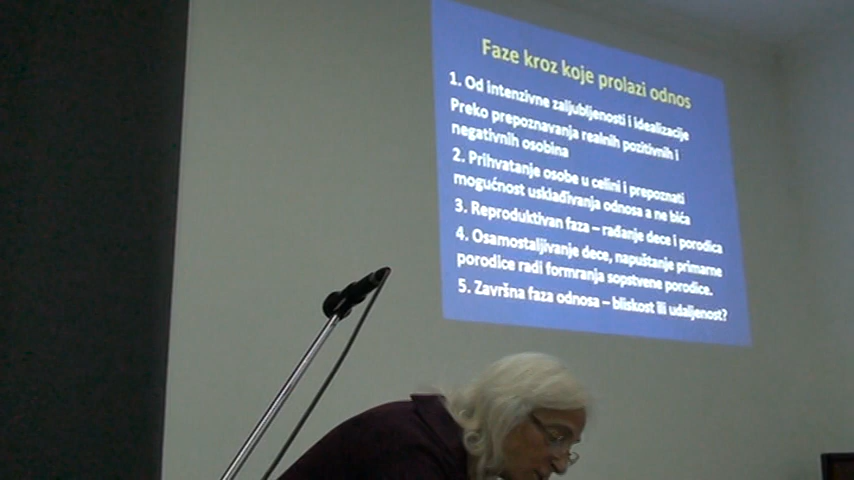 Faze kroz koje prolazi odnos
1. Od intenzivne zaljubljenosti i idealizacije
Preko prepoznavanja realnih pozitivnih i
negativnih osobina
2. Prihvatanje osobe u celini i prepoznati
mogućnost usklađivanja odnosa a ne bića
3. Reproduktivan faza – rađanje dece i porodica
4. Osamostaljivanje dece, napuštanje primarne
porodice radi formranja sopstvene porodice.
5. Završna faza odnosa – bliskost ili udaljenost?